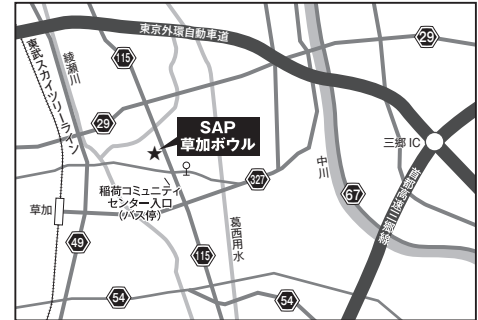 東京外環自動車道
29
東武スカイツリーライン
綾瀬川
115
29
SAP
草加ボウル
三郷IC
稲荷コミュニティ
センター入口
(バス停)
327
中川
67
首都高速三郷線
草加
葛西用水
49
115
54
54